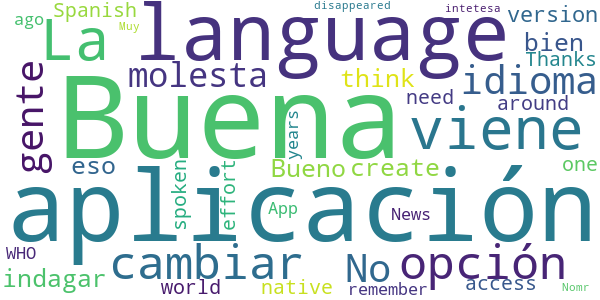 ago Spanish disappeared intetesa version
Muy
La language bien
Thanks
molesta think idioma
gente Buena need around
years viene
eso Bueno create one
spoken effort
aplicación
App News
WHO cambiar No opción
indagar world native remember access Nomr